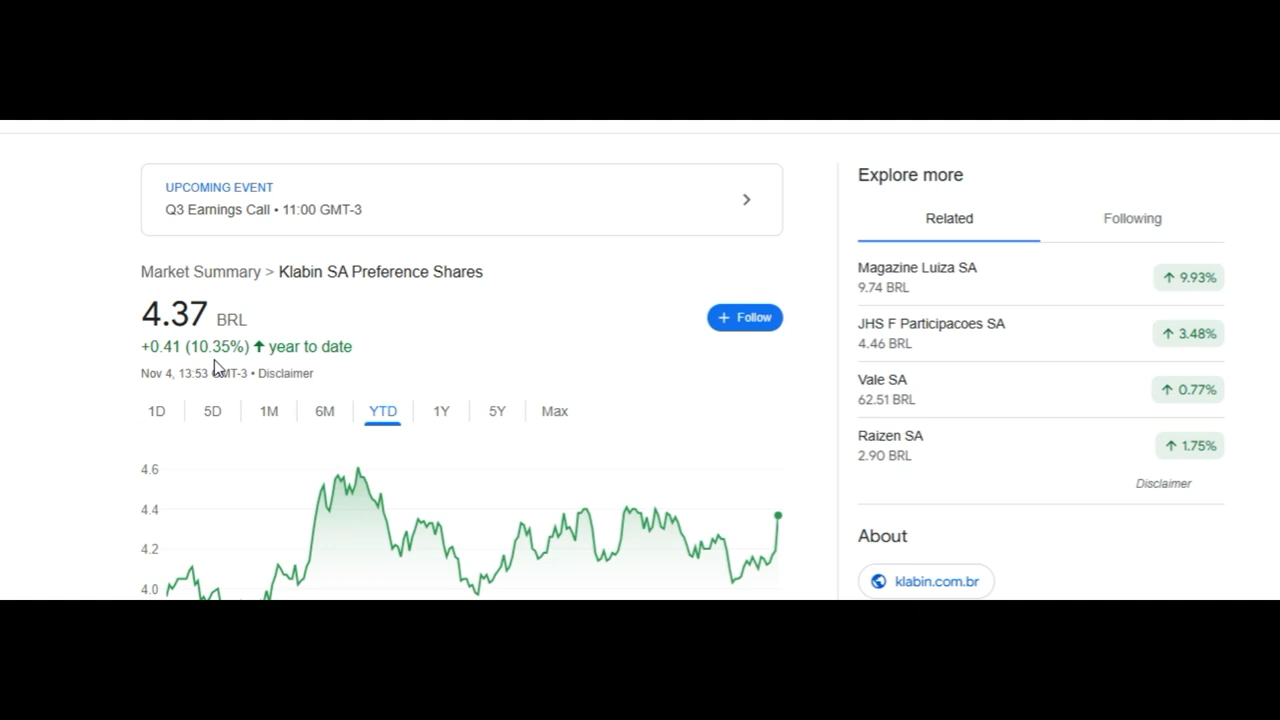 UPCOMING EVENT
Q3 Earnings Call • 11:00 GMT-3
Market Summary > Klabin SA Preference Shares
4.37 BRL
+ Follow
+0.41 (10.35%) ↑ year to date
Nov 4, 13:53 GMT-3 • Disclaimer
1D 5D 1M 6M YTD 1Y 5Y Max
4.6
4.4
4.2
4.0
Explore more
Related Following
Magazine Luiza SA
9.74 BRL
↑ 9.93%
JHS F Participacoes SA
4.46 BRL
↑ 3.48%
Vale SA
62.51 BRL
↑ 0.77%
Raizen SA
2.90 BRL
↑ 1.75%
Disclaimer
About
klabin.com.br